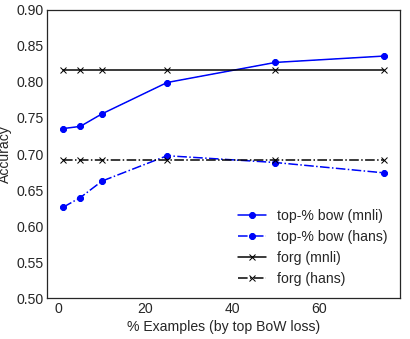 0.90
0.85
0.80
0.75
0.70
0.65
0.60
0.55
0.50
Accuracy
top-% bow (mnli)
top-% bow (hans)
forg (mnli)
forg (hans)
0 20 40 60
% Examples (by top BoW loss)